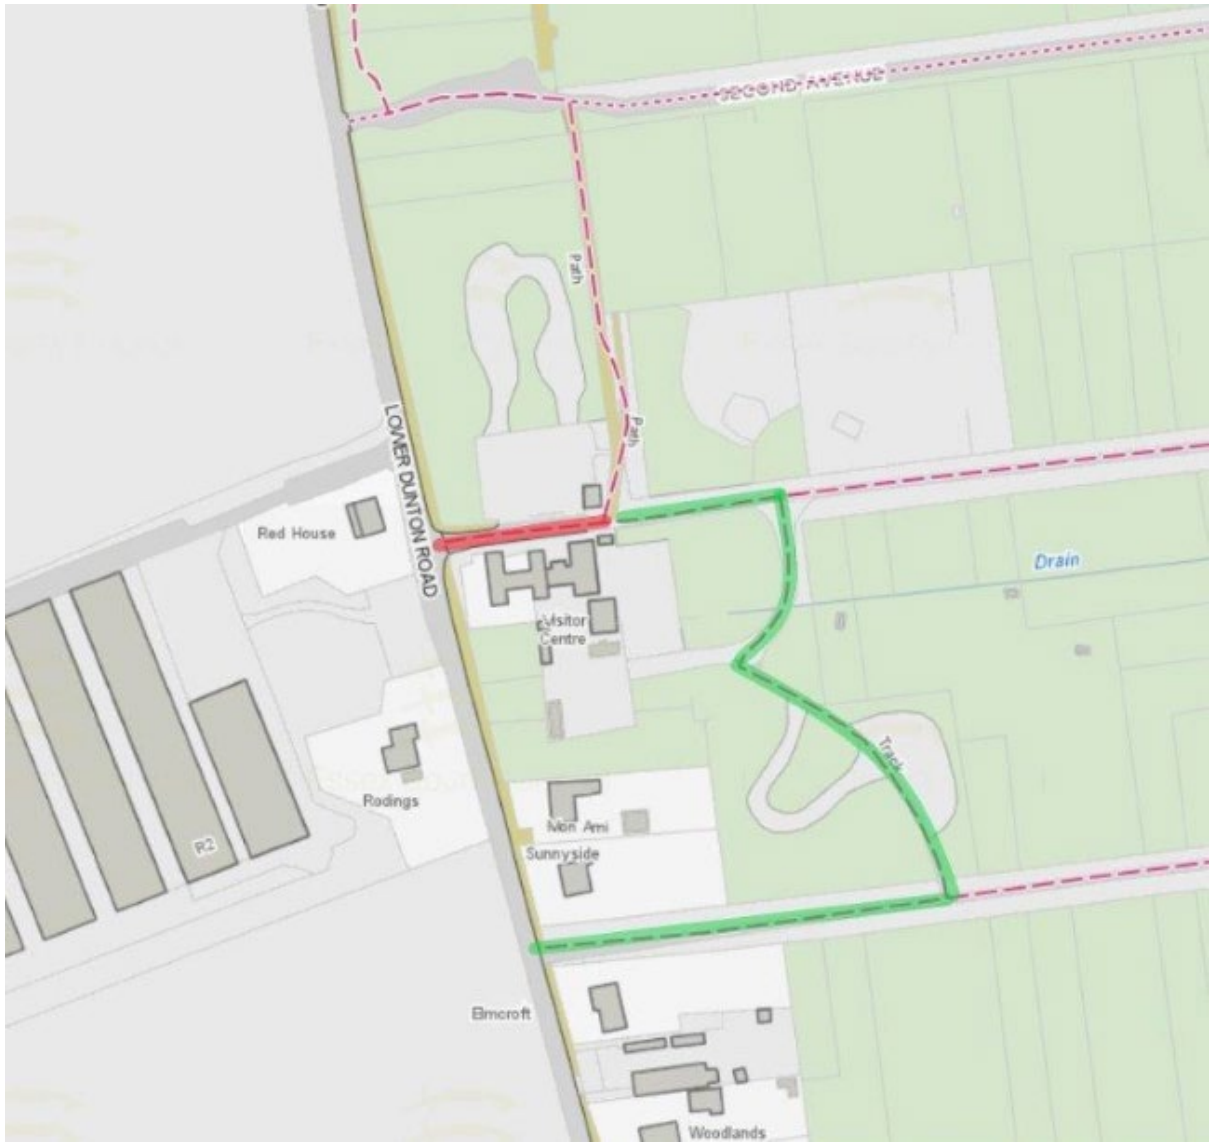 SECOND AVENUE
Path
Path
LOWER DUNTON ROAD
Red House
Drain
Visitor
Centre
Track
Rodings
Mon Ami
R2
Sunnyside
Elmcroft
Woodlands